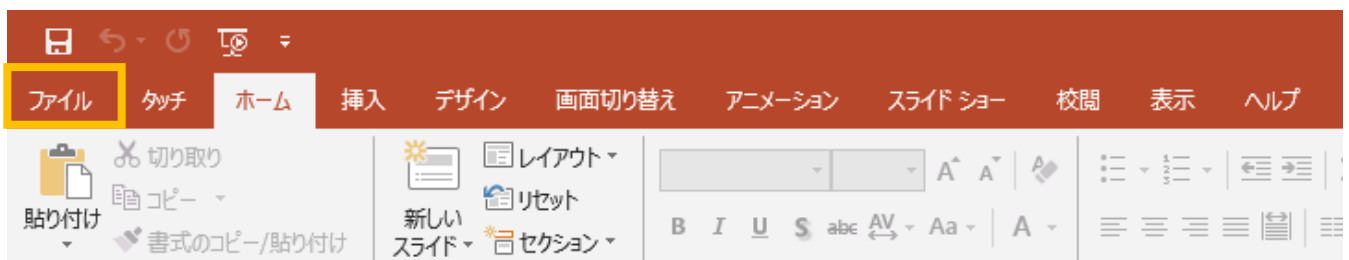 ファイル タッチ ホーム 挿入 デザイン 画面切り替え アニメーション スライド ショー 校閲 表示 ヘルプ
貼り付け
切り取り
コピー
書式のコピー/貼り付け
新しい
スライド
レイアウト
リセット
セクション
A A A
B I U S abc AV Aa A